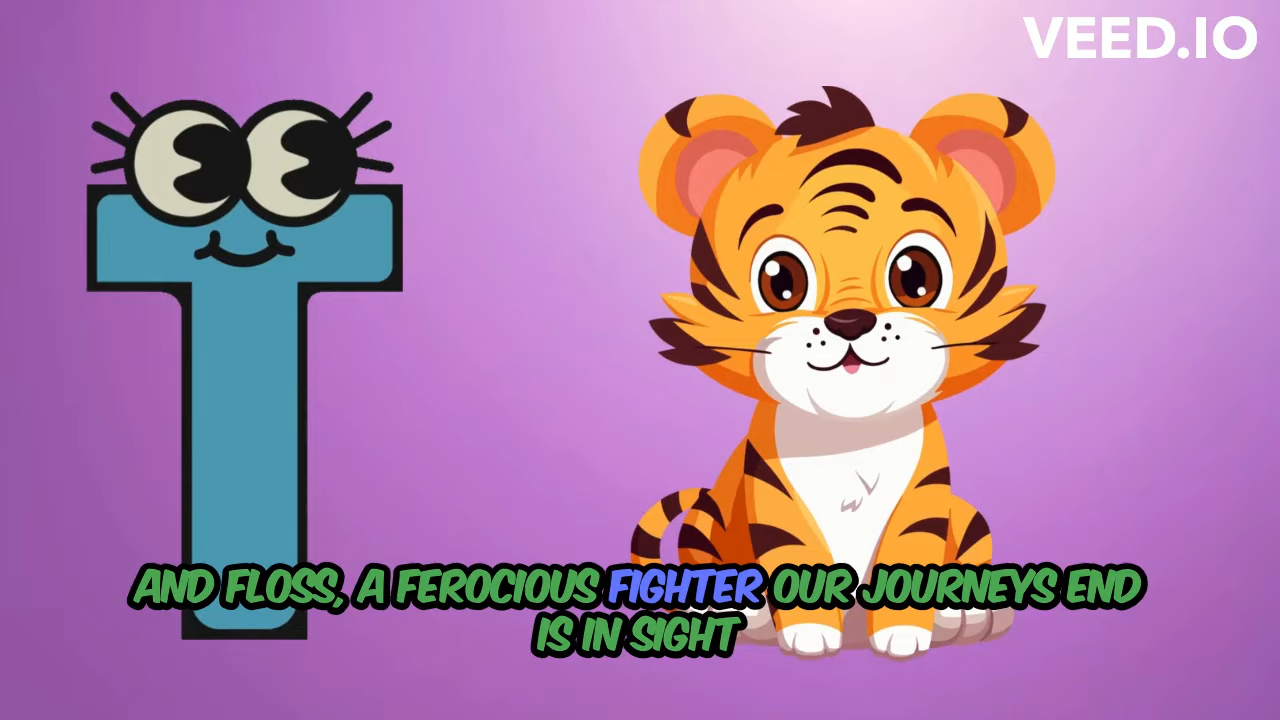 VEED.IO
T
AND FLOSS, A FEROCIOUS FIGHTER OUR JOURNEYS END
IS IN SIGHT